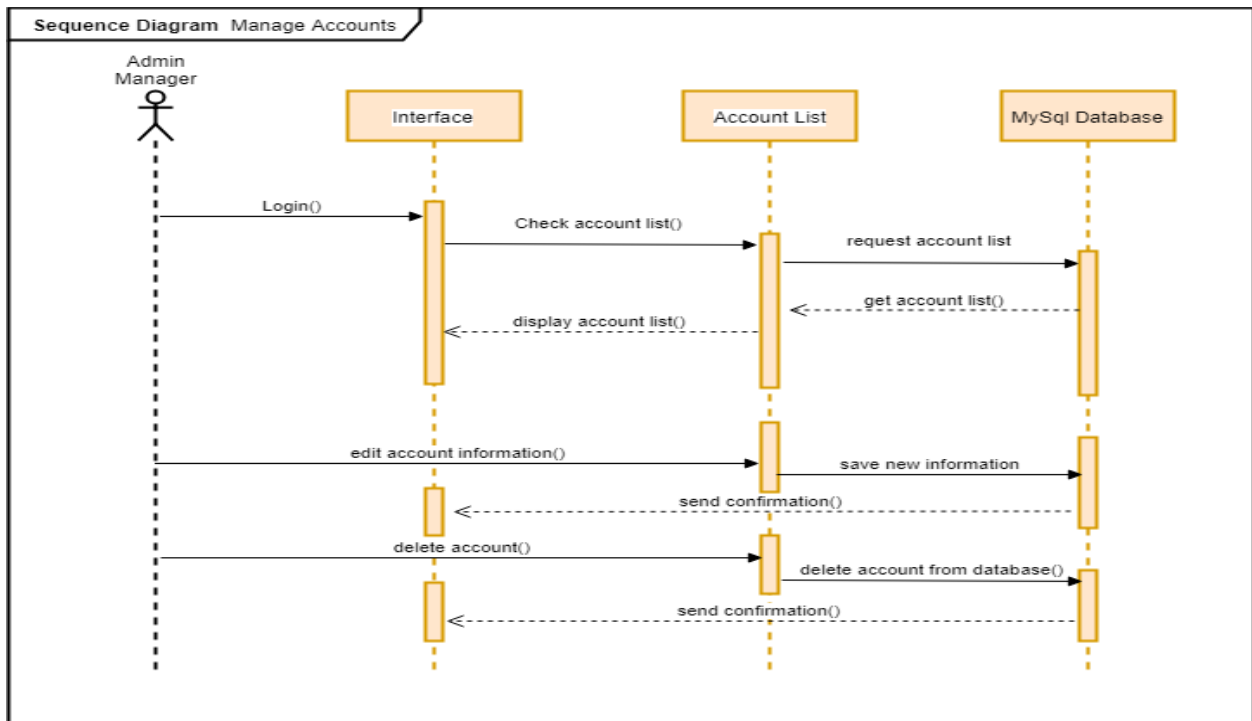 Sequence Diagram Manage Accounts
Admin
Manager
Interface
Account List
MySql Database
Login()
Check account list()
request account list
get account list()
display account list()
edit account information()
save new information
send confirmation()
delete account()
delete account from database()
send confirmation()